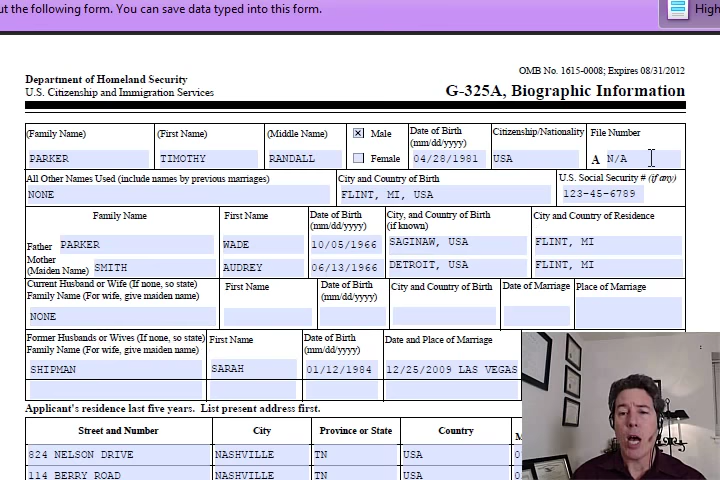 ut the following form. You can save data typed into this form.
High
OMB No. 1615-0008; Expires 08/31/2012
Department of Homeland Security
U.S. Citizenship and Immigration Services
G-325A, Biographic Information
(Family Name) (First Name) (Middle Name) Male Date of Birth (mm/dd/yyyy) Citizenship/Nationality File Number
PARKER TIMOTHY RANDALL Female 04/28/1981 USA A N/A
All Other Names Used (include names by previous marriages) City and Country of Birth U.S. Social Security # (if any)
NONE FLINT, MI, USA 123-45-6789
Family Name First Name Date of Birth (mm/dd/yyyy) City, and Country of Birth (if known) City and Country of Residence
Father PARKER WADE 10/05/1966 SAGINAW, USA FLINT, MI
Mother (Maiden Name) SMITH AUDREY 06/13/1966 DETROIT, USA FLINT, MI
Current Husband or Wife (If none, so state) Family Name (For wife, give maiden name) First Name Date of Birth (mm/dd/yyyy) City and Country of Birth Date of Marriage Place of Marriage
NONE
Former Husbands or Wives (If none, so state) Family Name (For wife, give maiden name) First Name Date of Birth (mm/dd/yyyy) Date and Place of Marriage
SHIPMAN SARAH 01/12/1984 12/25/2009 LAS VEGAS
Applicant's residence last five years. List present address first.
Street and Number City Province or State Country M
824 NELSON DRIVE NASHVILLE TN USA 0
114 BERRY ROAD NASHVILLE TN USA 0